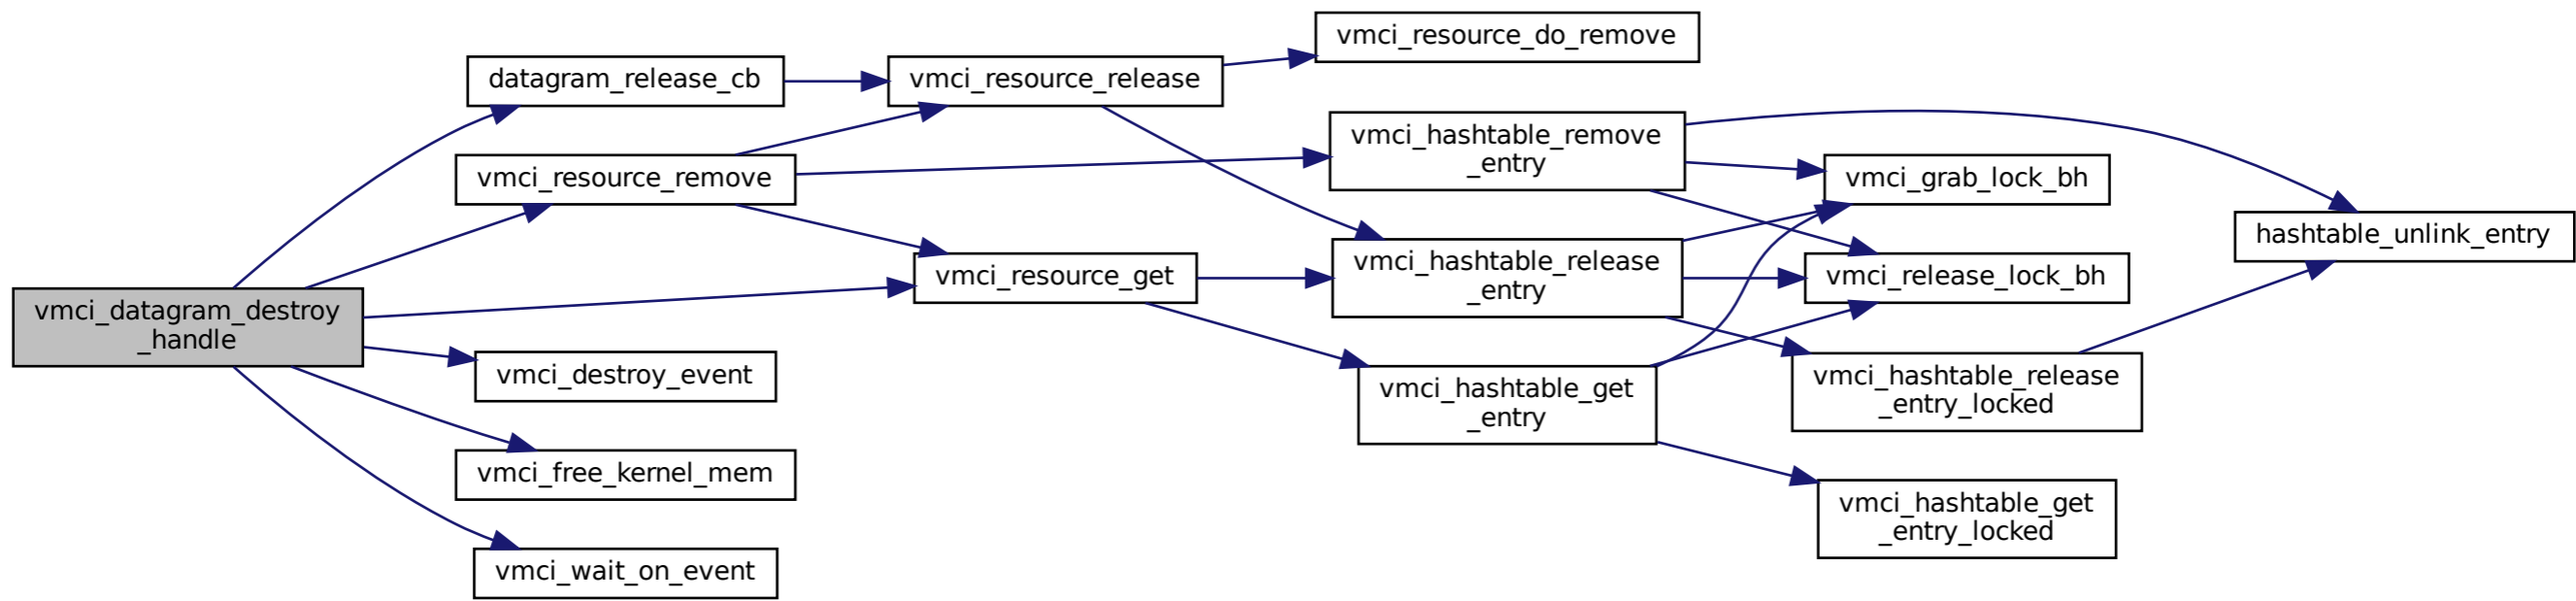 vmci_datagram_destroy
_handle
datagram_release_cb
vmci_resource_remove
vmci_destroy_event
vmci_free_kernel_mem
vmci_wait_on_event
vmci_resource_release
vmci_resource_get
vmci_resource_do_remove
vmci_hashtable_remove
_entry
vmci_hashtable_release
_entry
vmci_hashtable_get
_entry
vmci_grab_lock_bh
vmci_release_lock_bh
vmci_hashtable_release
_entry_locked
vmci_hashtable_get
_entry_locked
hashtable_unlink_entry